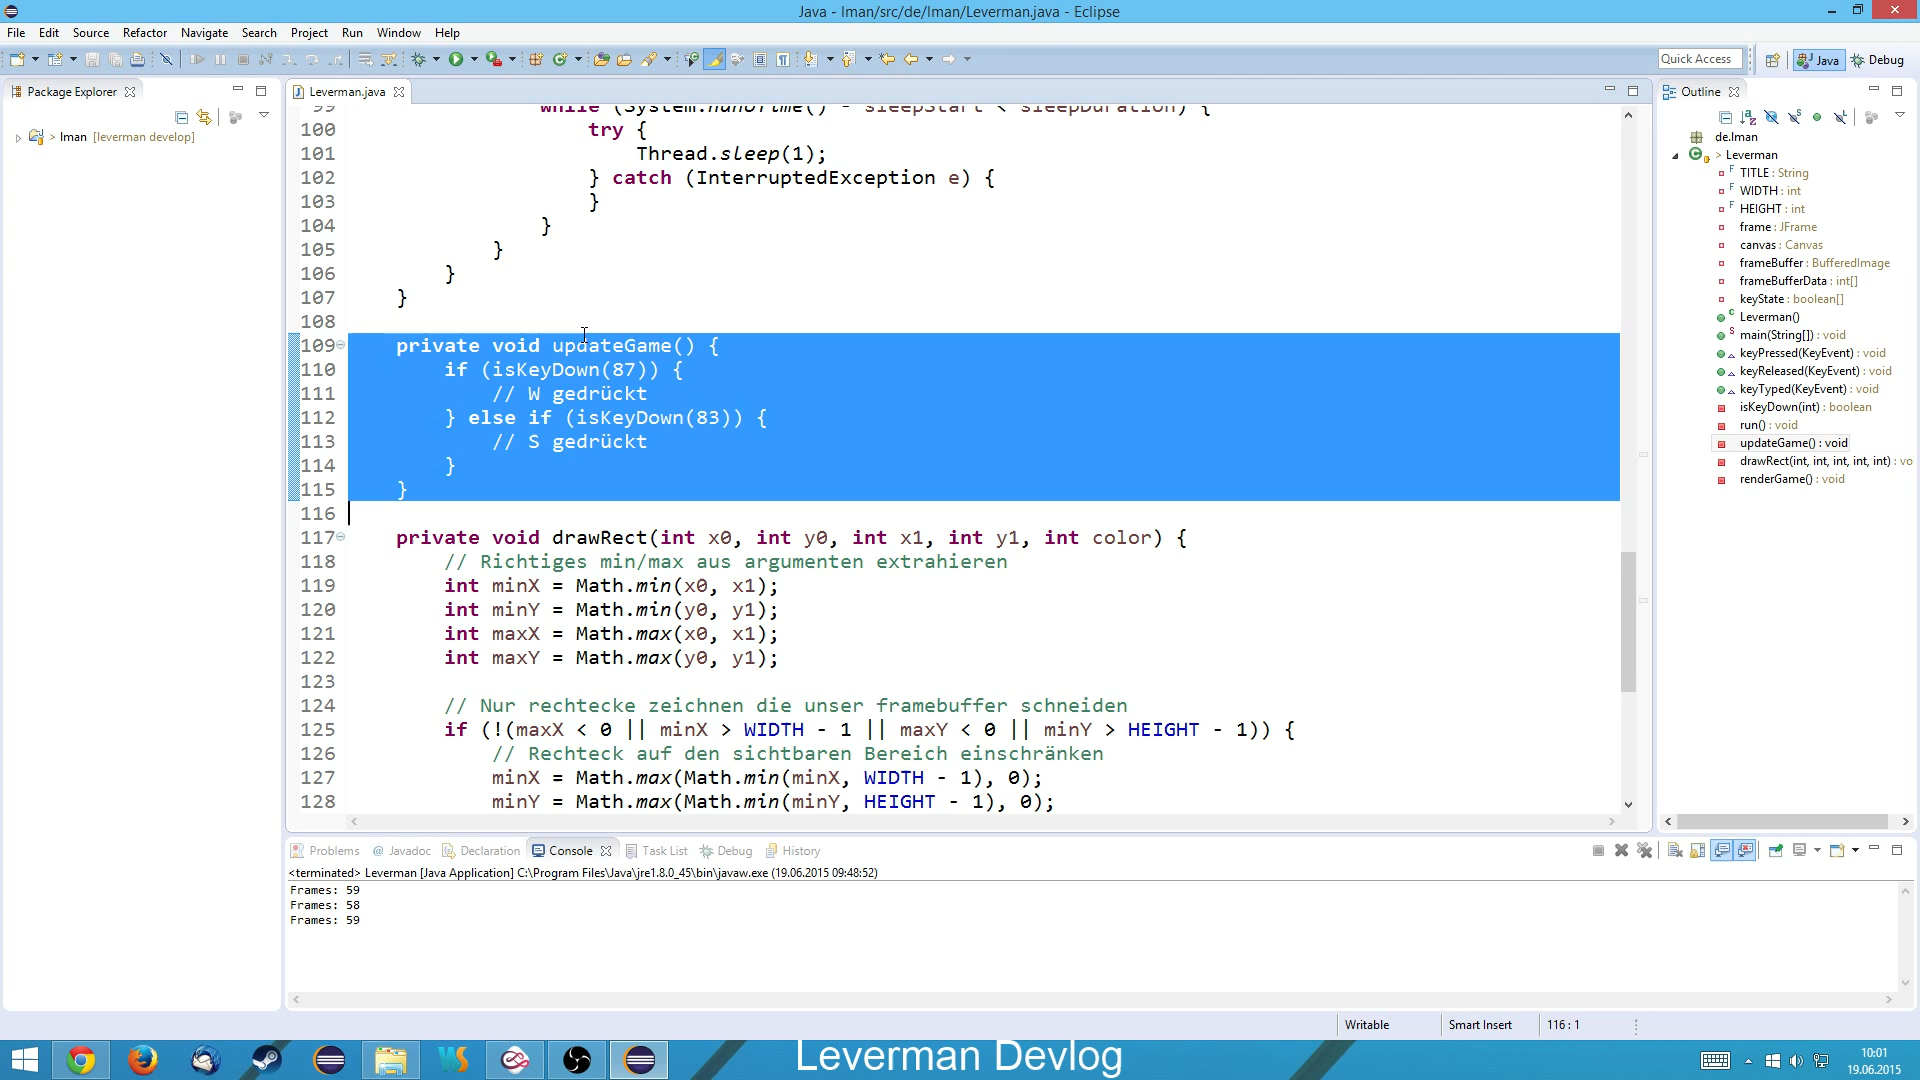 Java - lman/src/de/lman/Leverman.java - Eclipse
File Edit Source Refactor Navigate Search Project Run Window Help
Quick Access
Java
Debug
Package Explorer
> lman [leverman develop]
Leverman.java
99 while (System.nanoTime() - sleepStart < sleepDuration) {
100 try {
101 Thread.sleep(1);
102 } catch (InterruptedException e) {
103 }
104 }
105 }
106 }
107 }
108
109 private void updateGame() {
110 if (isKeyDown(87)) {
111 // W gedrückt
112 } else if (isKeyDown(83)) {
113 // S gedrückt
114 }
115 }
116
117 private void drawRect(int x0, int y0, int x1, int y1, int color) {
118 // Richtiges min/max aus argumenten extrahieren
119 int minX = Math.min(x0, x1);
120 int minY = Math.min(y0, y1);
121 int maxX = Math.max(x0, x1);
122 int maxY = Math.max(y0, y1);
123
124 // Nur rechtecke zeichnen die unser framebuffer schneiden
125 if (!(maxX < 0 || minX > WIDTH - 1 || maxY < 0 || minY > HEIGHT - 1)) {
126 // Rechteck auf den sichtbaren Bereich einschränken
127 minX = Math.max(Math.min(minX, WIDTH - 1), 0);
128 minY = Math.max(Math.min(minY, HEIGHT - 1), 0);
Outline
de.lman
> Leverman
TITLE : String
WIDTH : int
HEIGHT : int
frame : JFrame
canvas : Canvas
frameBuffer : BufferedImage
frameBufferData : int[]
keyState : boolean[]
Leverman()
main(String[]) : void
keyPressed(KeyEvent) : void
keyReleased(KeyEvent) : void
keyTyped(KeyEvent) : void
isKeyDown(int) : boolean
run() : void
updateGame() : void
drawRect(int, int, int, int, int) : vo
renderGame() : void
Problems Javadoc Declaration Console Task List Debug History
<terminated> Leverman [Java Application] C:\Program Files\Java\jre1.8.0_45\bin\javaw.exe (19.06.2015 09:48:52)
Frames: 59
Frames: 58
Frames: 59
Writable Smart Insert 116 : 1
Leverman Devlog
10:01
19.06.2015